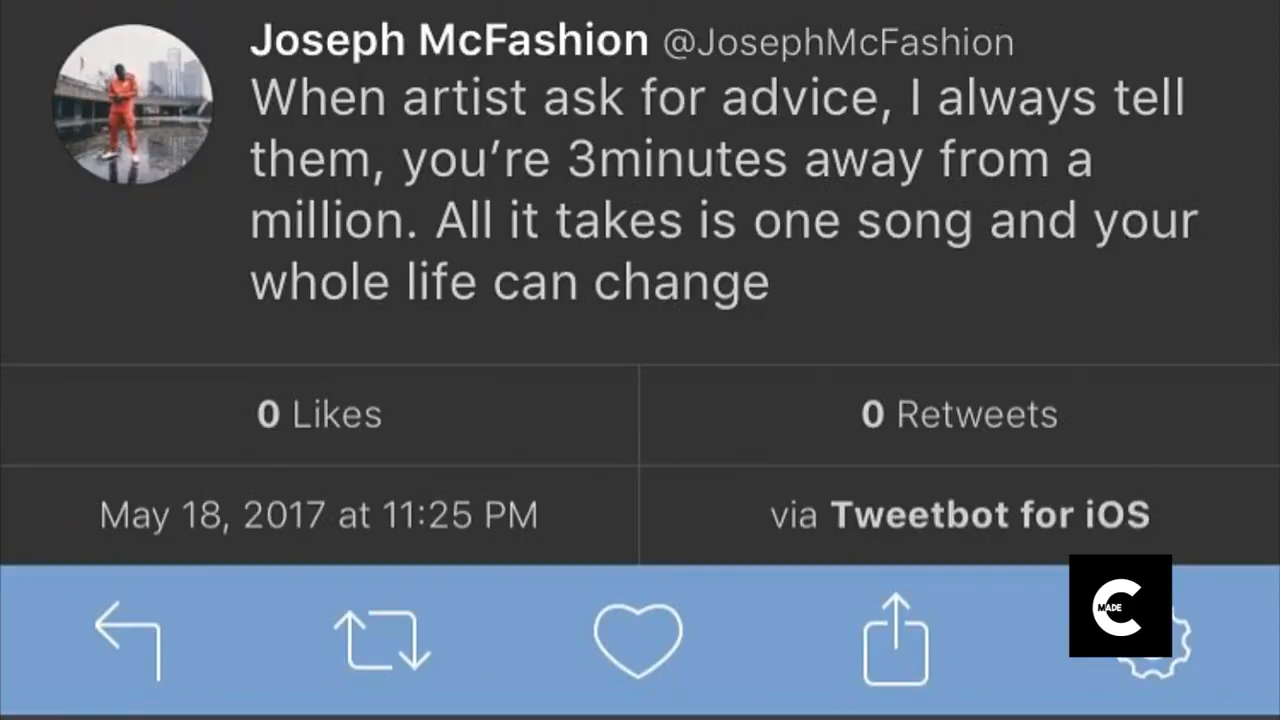 Joseph McFashion @JosephMcFashion
When artist ask for advice, I always tell
them, you’re 3minutes away from a
million. All it takes is one song and your
whole life can change
0 Likes
0 Retweets
May 18, 2017 at 11:25 PM
via Tweetbot for iOS
C MADE